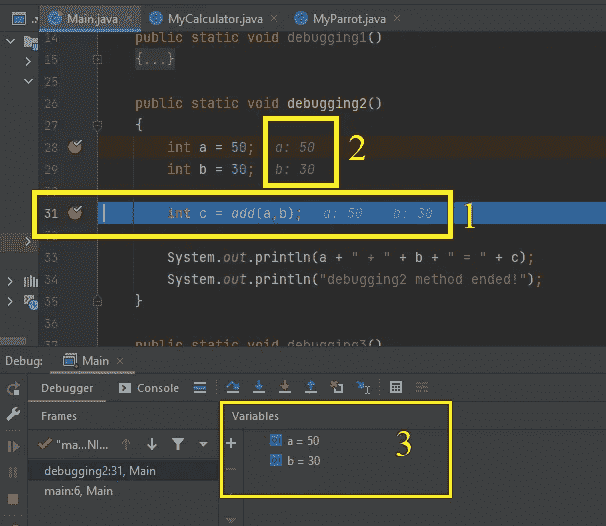 Main.java MyCalculator.java MyParrot.java
14 public static void debugging1()
15 {...}
25
26 public static void debugging2()
27 {
28 int a = 50; a: 50
29 int b = 30; b: 30
2
31 int c = add(a,b); a: 50 b: 30
1
33 System.out.println(a + " + " + b + " = " + c);
34 System.out.println("debugging2 method ended!");
35 }
36
37 public static void debugging3()
Debug: Main
Debugger Console
Frames Variables
"ma...NI... a = 50
b = 30
3
debugging2:31, Main
main:6, Main